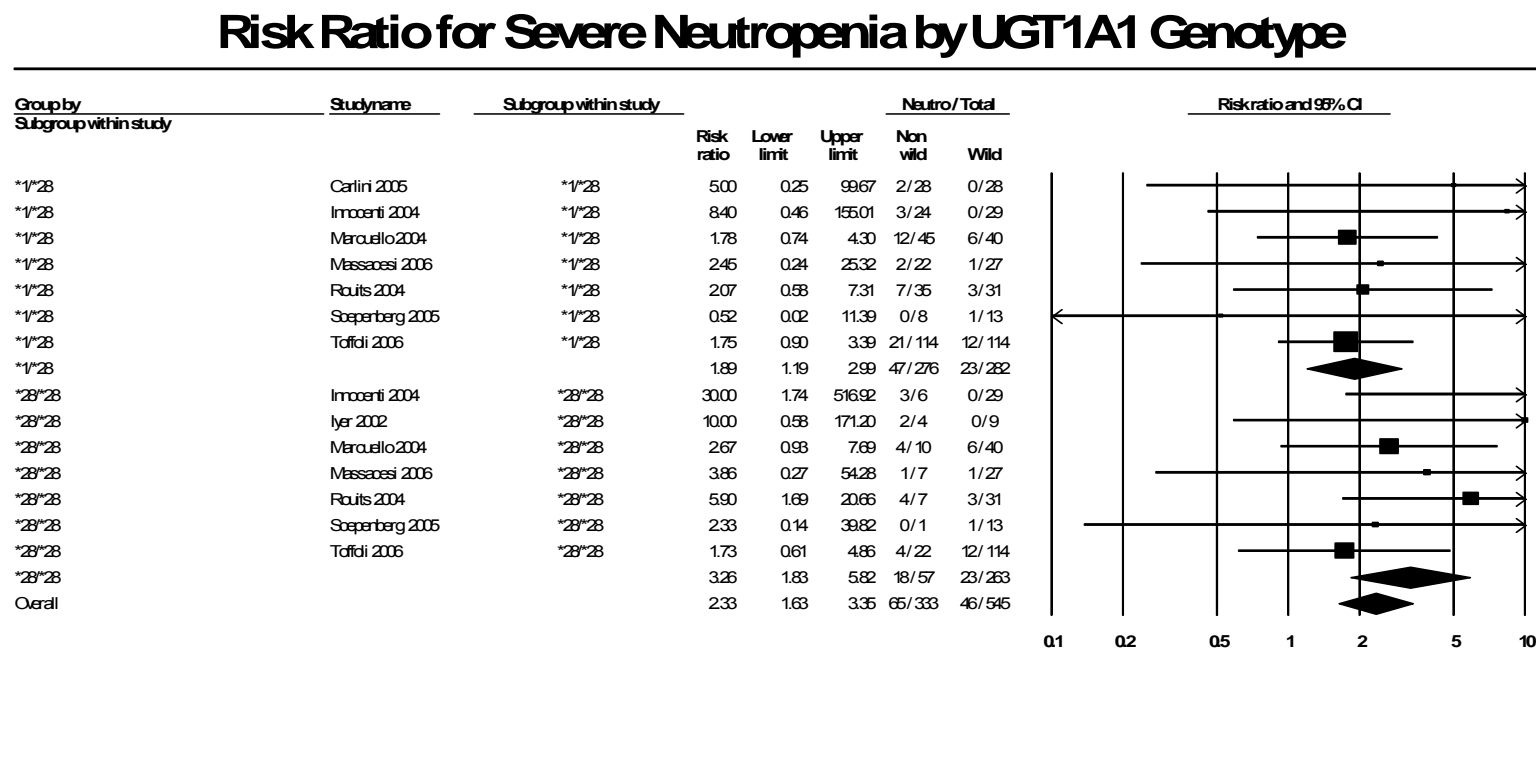 Risk Ratio for Severe Neutropenia by UGT1A1 Genotype
Group by Study name Subgroup within study Neutro / Total Risk ratio and 95% CI
Subgroup within study
Risk Lower Upper Non
ratio limit limit wild Wild
*1/*28 Carlini 2005 *1/*28 5.00 0.25 99.67 2 / 28 0 / 28
*1/*28 Innocenti 2004 *1/*28 8.40 0.46 155.01 3 / 24 0 / 29
*1/*28 Marcuello 2004 *1/*28 1.78 0.74 4.30 12 / 45 6 / 40
*1/*28 Massacesi 2006 *1/*28 2.45 0.24 25.32 2 / 22 1 / 27
*1/*28 Rouits 2004 *1/*28 2.07 0.58 7.31 7 / 35 3 / 31
*1/*28 Soepenberg 2005 *1/*28 0.52 0.02 11.39 0 / 8 1 / 13
*1/*28 Toffoli 2006 *1/*28 1.75 0.90 3.39 21 / 114 12 / 114
*1/*28 1.89 1.19 2.99 47 / 276 23 / 282
*28/*28 Innocenti 2004 *28/*28 30.00 1.74 516.92 3 / 6 0 / 29
*28/*28 Iyer 2002 *28/*28 10.00 0.58 171.20 2 / 4 0 / 9
*28/*28 Marcuello 2004 *28/*28 2.67 0.93 7.69 4 / 10 6 / 40
*28/*28 Massacesi 2006 *28/*28 3.86 0.27 54.28 1 / 7 1 / 27
*28/*28 Rouits 2004 *28/*28 5.90 1.69 20.66 4 / 7 3 / 31
*28/*28 Soepenberg 2005 *28/*28 2.33 0.14 39.82 0 / 1 1 / 13
*28/*28 Toffoli 2006 *28/*28 1.73 0.61 4.86 4 / 22 12 / 114
*28/*28 3.26 1.83 5.82 18 / 57 23 / 263
Overall 2.33 1.63 3.35 65 / 333 46 / 545
0.1 0.2 0.5 1 2 5 10